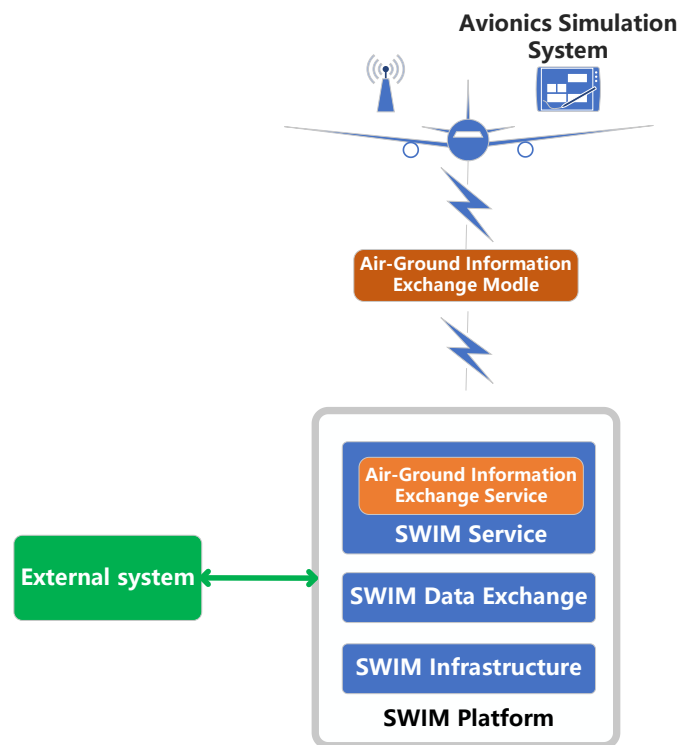 Avionics Simulation
System
Air-Ground Information
Exchange Modle
Air-Ground Information
Exchange Service
SWIM Service
External system
SWIM Data Exchange
SWIM Infrastructure
SWIM Platform